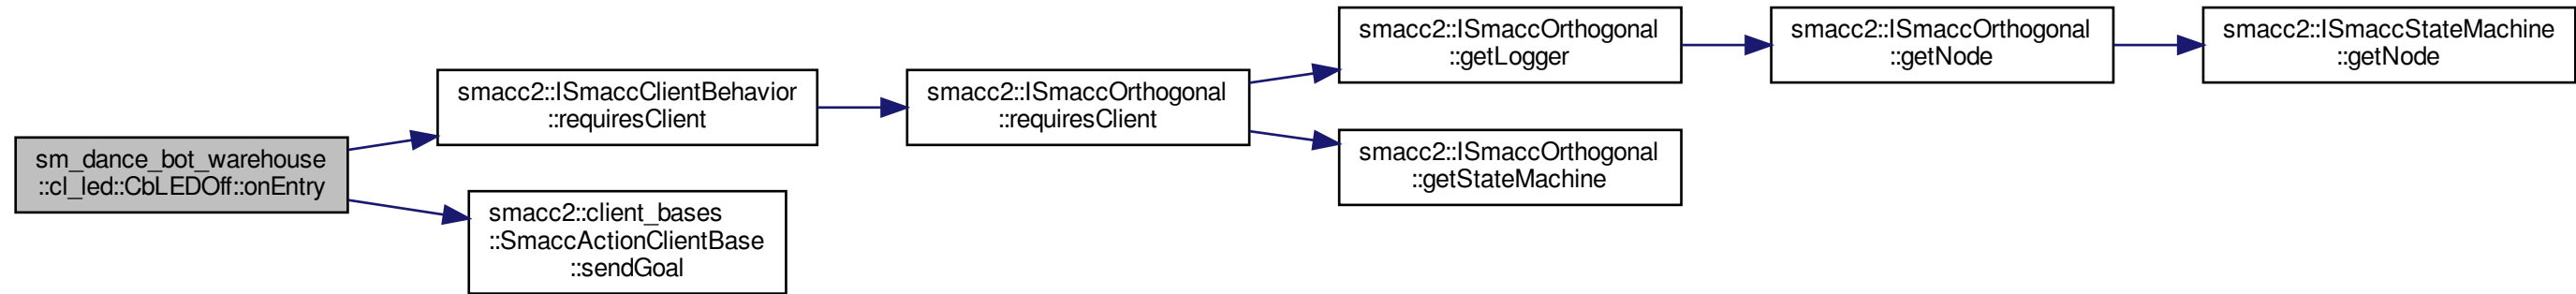 sm_dance_bot_warehouse
::cl_led::CbLEDOff::onEntry
smacc2::ISmaccClientBehavior
::requiresClient
smacc2::ISmaccOrthogonal
::requiresClient
smacc2::ISmaccOrthogonal
::getLogger
smacc2::ISmaccOrthogonal
::getNode
smacc2::ISmaccStateMachine
::getNode
smacc2::ISmaccOrthogonal
::getStateMachine
smacc2::client_bases
::SmaccActionClientBase
::sendGoal